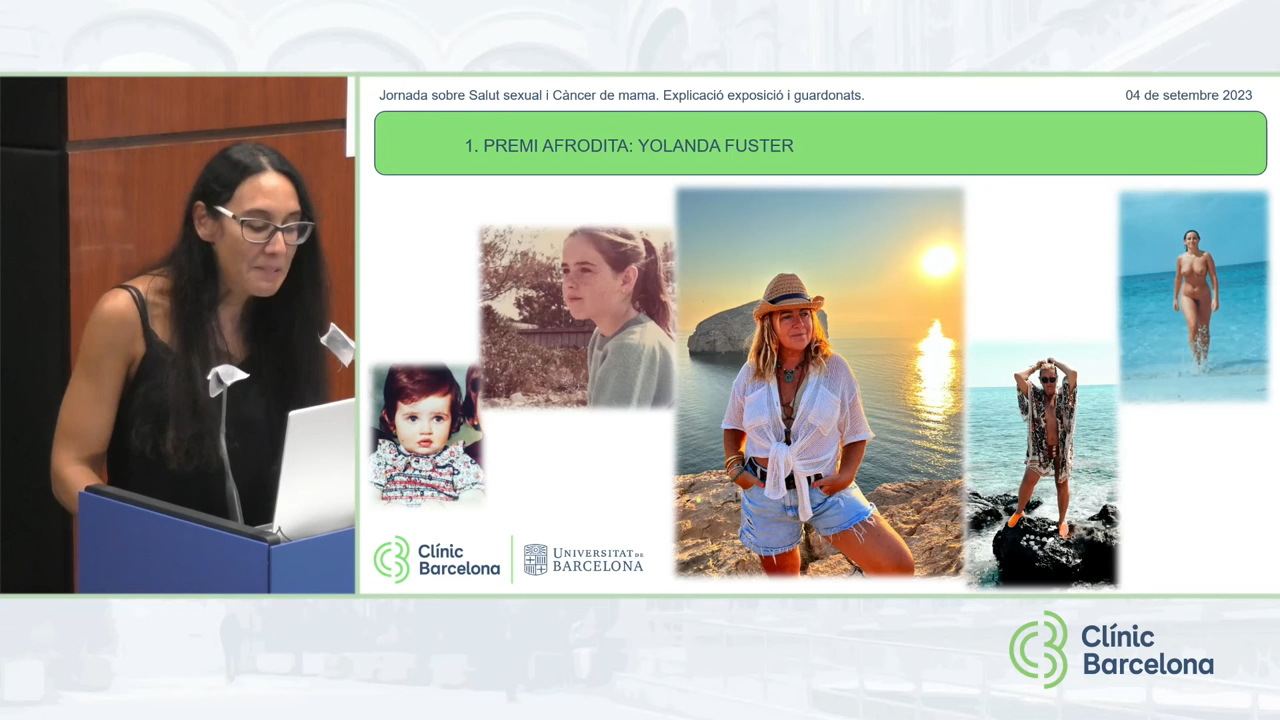 Jornada sobre Salut sexual i Càncer de mama. Explicació exposició i guardonats.
04 de setembre 2023
1. PREMI AFRODITA: YOLANDA FUSTER
Clínic
Barcelona
UNIVERSITAT DE
BARCELONA
Clínic
Barcelona